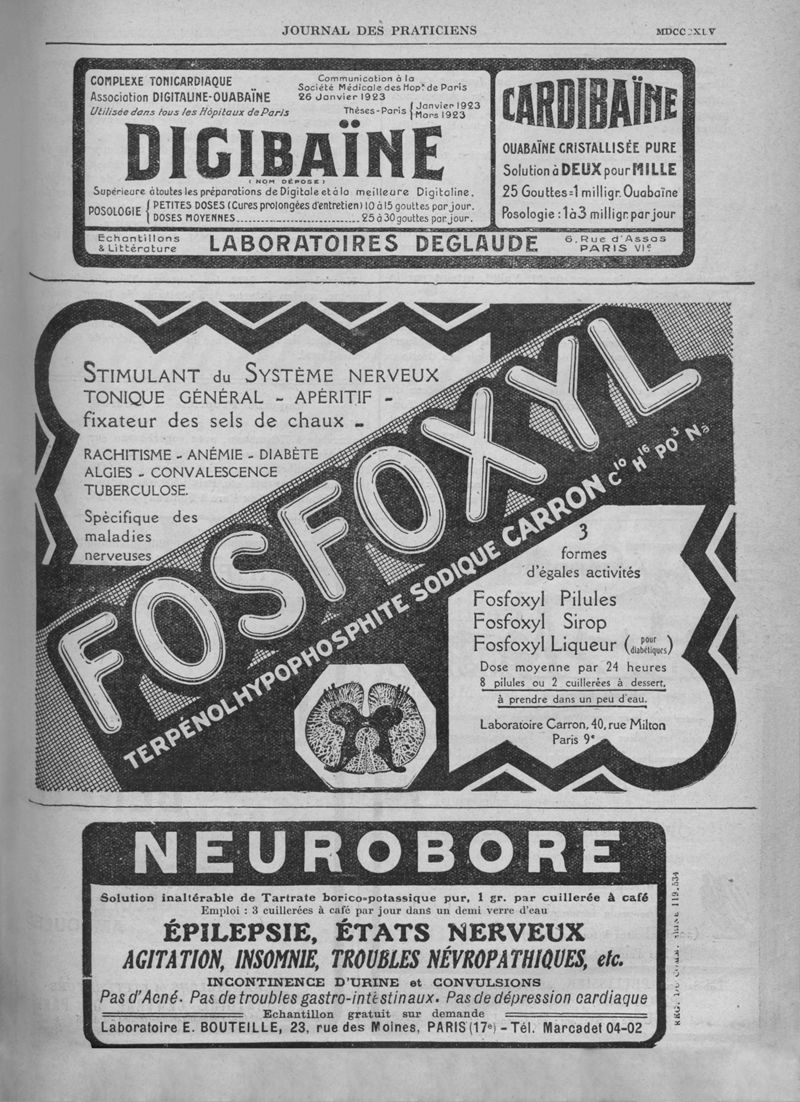 JOURNAL DES PRATICIENS
COMPLEXE TONICARDIAQUE
Association DIGITALINE-OUABAÏNE
Utilisée dans tous les Hôpitaux de Paris
Communication à la
Société Médicale des Hop.x de Paris
26 Janvier 1923
Thèses-Paris { Janvier 1923
Mars 1923
DIGIBAÏNE
(NOM DÉPOSÉ)
Supérieure à toutes les préparations de Digitale et à la meilleure Digitaline.
POSOLOGIE { PETITES DOSES (Cures prolongées d'entretien) 10 à 15 gouttes par jour.
DOSES MOYENNES.............................25 à 30 gouttes par jour.
CARDIBAÏNE
OUABAÏNE CRISTALLISÉE PURE
Solution à DEUX pour MILLE
25 Gouttes=1 milligr. Ouabaïne
Posologie : 1 à 3 milligr. par jour
Echantillons
& Littérature
LABORATOIRES DEGLAUDE
6, Rue d'Assas
PARIS VIe
STIMULANT du SYSTÈME NERVEUX
TONIQUE GÉNÉRAL - APÉRITIF -
fixateur des sels de chaux -
RACHITISME - ANÉMIE - DIABÈTE
ALGIES - CONVALESCENCE
TUBERCULOSE.
Spécifique des
maladies
nerveuses
FOSFOXYL
TERPÉNOLHYPOPHOSPHITE SODIQUE CARRON C10 H16 PO3 Na
3
formes
d'égales activités
Fosfoxyl Pilules
Fosfoxyl Sirop
Fosfoxyl Liqueur (pour diabétiques)
Dose moyenne par 24 heures
8 pilules ou 2 cuillerées à dessert,
à prendre dans un peu d'eau.
Laboratoire Carron, 40, rue Milton
Paris 9e
NEUROBORE
Solution inaltérable de Tartrate borico-potassique pur, 1 gr. par cuillerée à café
Emploi : 3 cuillerées à café par jour dans un demi verre d'eau
ÉPILEPSIE, ÉTATS NERVEUX
AGITATION, INSOMNIE, TROUBLES NÉVROPATHIQUES, etc.
INCONTINENCE D'URINE et CONVULSIONS
Pas d'Acné. Pas de troubles gastro-intestinaux. Pas de dépression cardiaque
Echantillon gratuit sur demande
Laboratoire E. BOUTEILLE, 23, rue des Moines, PARIS (17e) - Tél. Marcadet 04-02
119.534